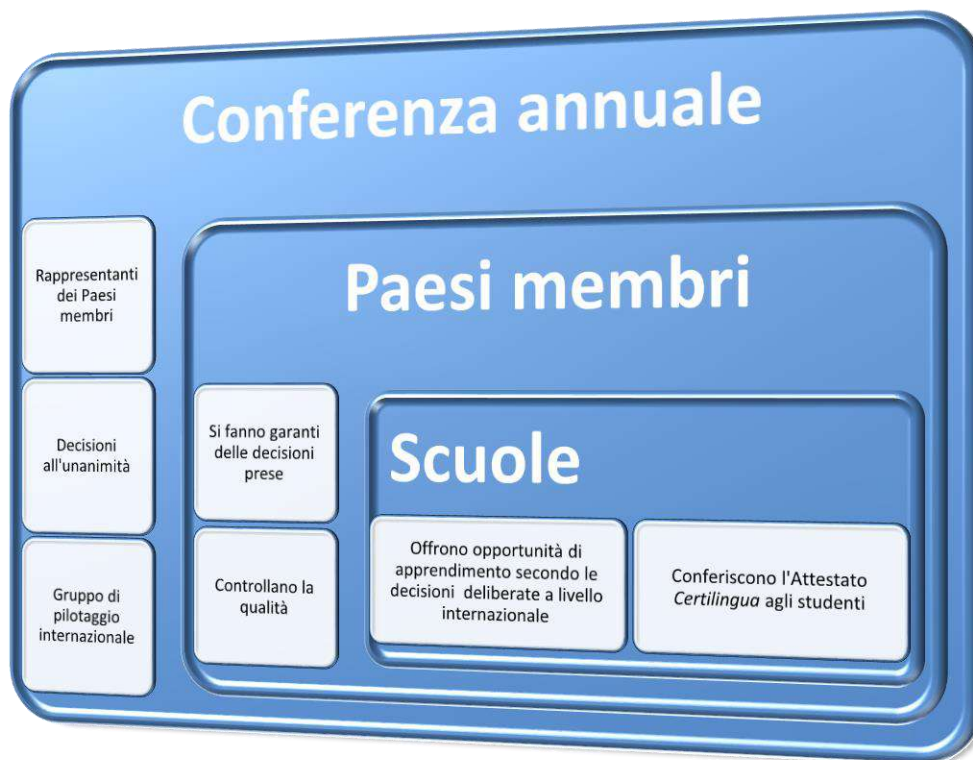 Conferenza annuale
Rappresentanti
dei Paesi
membri
Decisioni
all'unanimità
Gruppo di
pilotaggio
internazionale
Paesi membri
Si fanno garanti
delle decisioni
prese
Controllano la
qualità
Scuole
Offrono opportunità di
apprendimento secondo le
decisioni deliberate a livello
internazionale
Conferiscono l'Attestato
Certilingua agli studenti